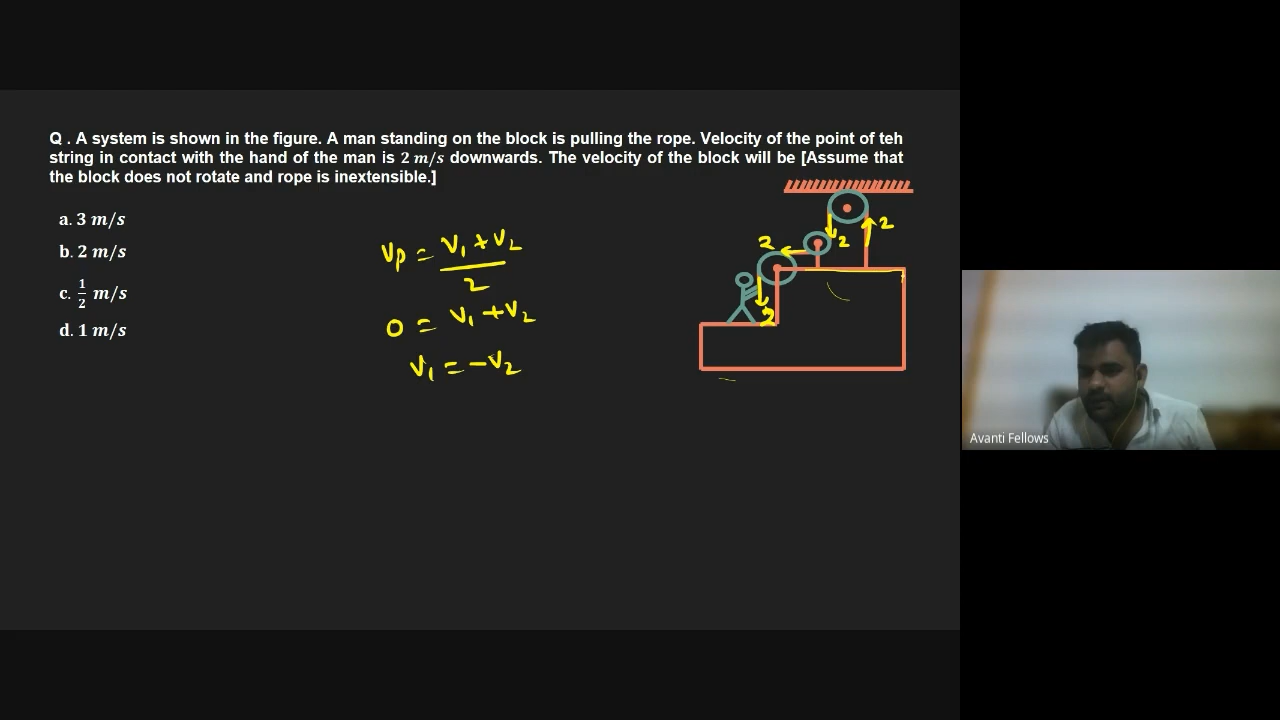 Q . A system is shown in the figure. A man standing on the block is pulling the rope. Velocity of the point of teh
string in contact with the hand of the man is 2 m/s downwards. The velocity of the block will be [Assume that
the block does not rotate and rope is inextensible.]
a. 3 m/s
b. 2 m/s
c. 1/2 m/s
d. 1 m/s
Vp = V1 + V2 / 2
0 = V1 + V2
V1 = -V2
2
2
2
2
Avanti Fellows